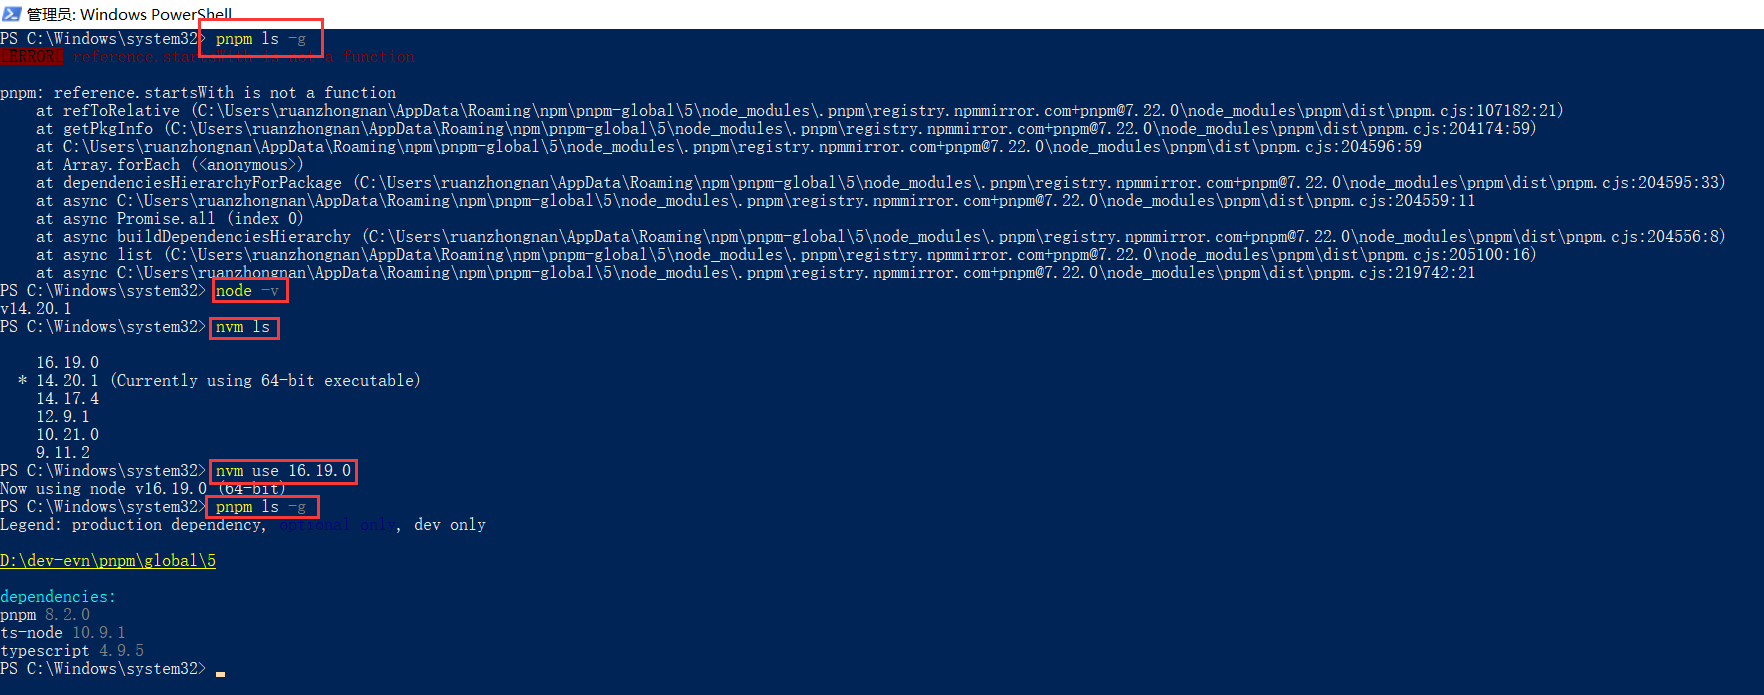 管理员: Windows PowerShell
PS C:\Windows\system32> pnpm ls -g
 ERROR  reference.startsWith is not a function
pnpm: reference.startsWith is not a function
    at refToRelative (C:\Users\ruanzhongnan\AppData\Roaming\npm\pnpm-global\5\node_modules\.pnpm\registry.npmmirror.com+pnpm@7.22.0\node_modules\pnpm\dist\pnpm.cjs:107182:21)
    at getPkgInfo (C:\Users\ruanzhongnan\AppData\Roaming\npm\pnpm-global\5\node_modules\.pnpm\registry.npmmirror.com+pnpm@7.22.0\node_modules\pnpm\dist\pnpm.cjs:204174:59)
    at C:\Users\ruanzhongnan\AppData\Roaming\npm\pnpm-global\5\node_modules\.pnpm\registry.npmmirror.com+pnpm@7.22.0\node_modules\pnpm\dist\pnpm.cjs:204596:59
    at Array.forEach (<anonymous>)
    at dependenciesHierarchyForPackage (C:\Users\ruanzhongnan\AppData\Roaming\npm\pnpm-global\5\node_modules\.pnpm\registry.npmmirror.com+pnpm@7.22.0\node_modules\pnpm\dist\pnpm.cjs:204595:33)
    at async C:\Users\ruanzhongnan\AppData\Roaming\npm\pnpm-global\5\node_modules\.pnpm\registry.npmmirror.com+pnpm@7.22.0\node_modules\pnpm\dist\pnpm.cjs:204559:11
    at async Promise.all (index 0)
    at async buildDependenciesHierarchy (C:\Users\ruanzhongnan\AppData\Roaming\npm\pnpm-global\5\node_modules\.pnpm\registry.npmmirror.com+pnpm@7.22.0\node_modules\pnpm\dist\pnpm.cjs:204556:8)
    at async list (C:\Users\ruanzhongnan\AppData\Roaming\npm\pnpm-global\5\node_modules\.pnpm\registry.npmmirror.com+pnpm@7.22.0\node_modules\pnpm\dist\pnpm.cjs:205100:16)
    at async C:\Users\ruanzhongnan\AppData\Roaming\npm\pnpm-global\5\node_modules\.pnpm\registry.npmmirror.com+pnpm@7.22.0\node_modules\pnpm\dist\pnpm.cjs:219742:21
PS C:\Windows\system32> node -v
v14.20.1
PS C:\Windows\system32> nvm ls
    16.19.0
  * 14.20.1 (Currently using 64-bit executable)
    14.17.4
    12.9.1
    10.21.0
    9.11.2
PS C:\Windows\system32> nvm use 16.19.0
Now using node v16.19.0 (64-bit)
PS C:\Windows\system32> pnpm ls -g
Legend: production dependency, optional only, dev only
D:\dev-evn\pnpm\global\5
dependencies:
pnpm 8.2.0
ts-node 10.9.1
typescript 4.9.5
PS C:\Windows\system32>